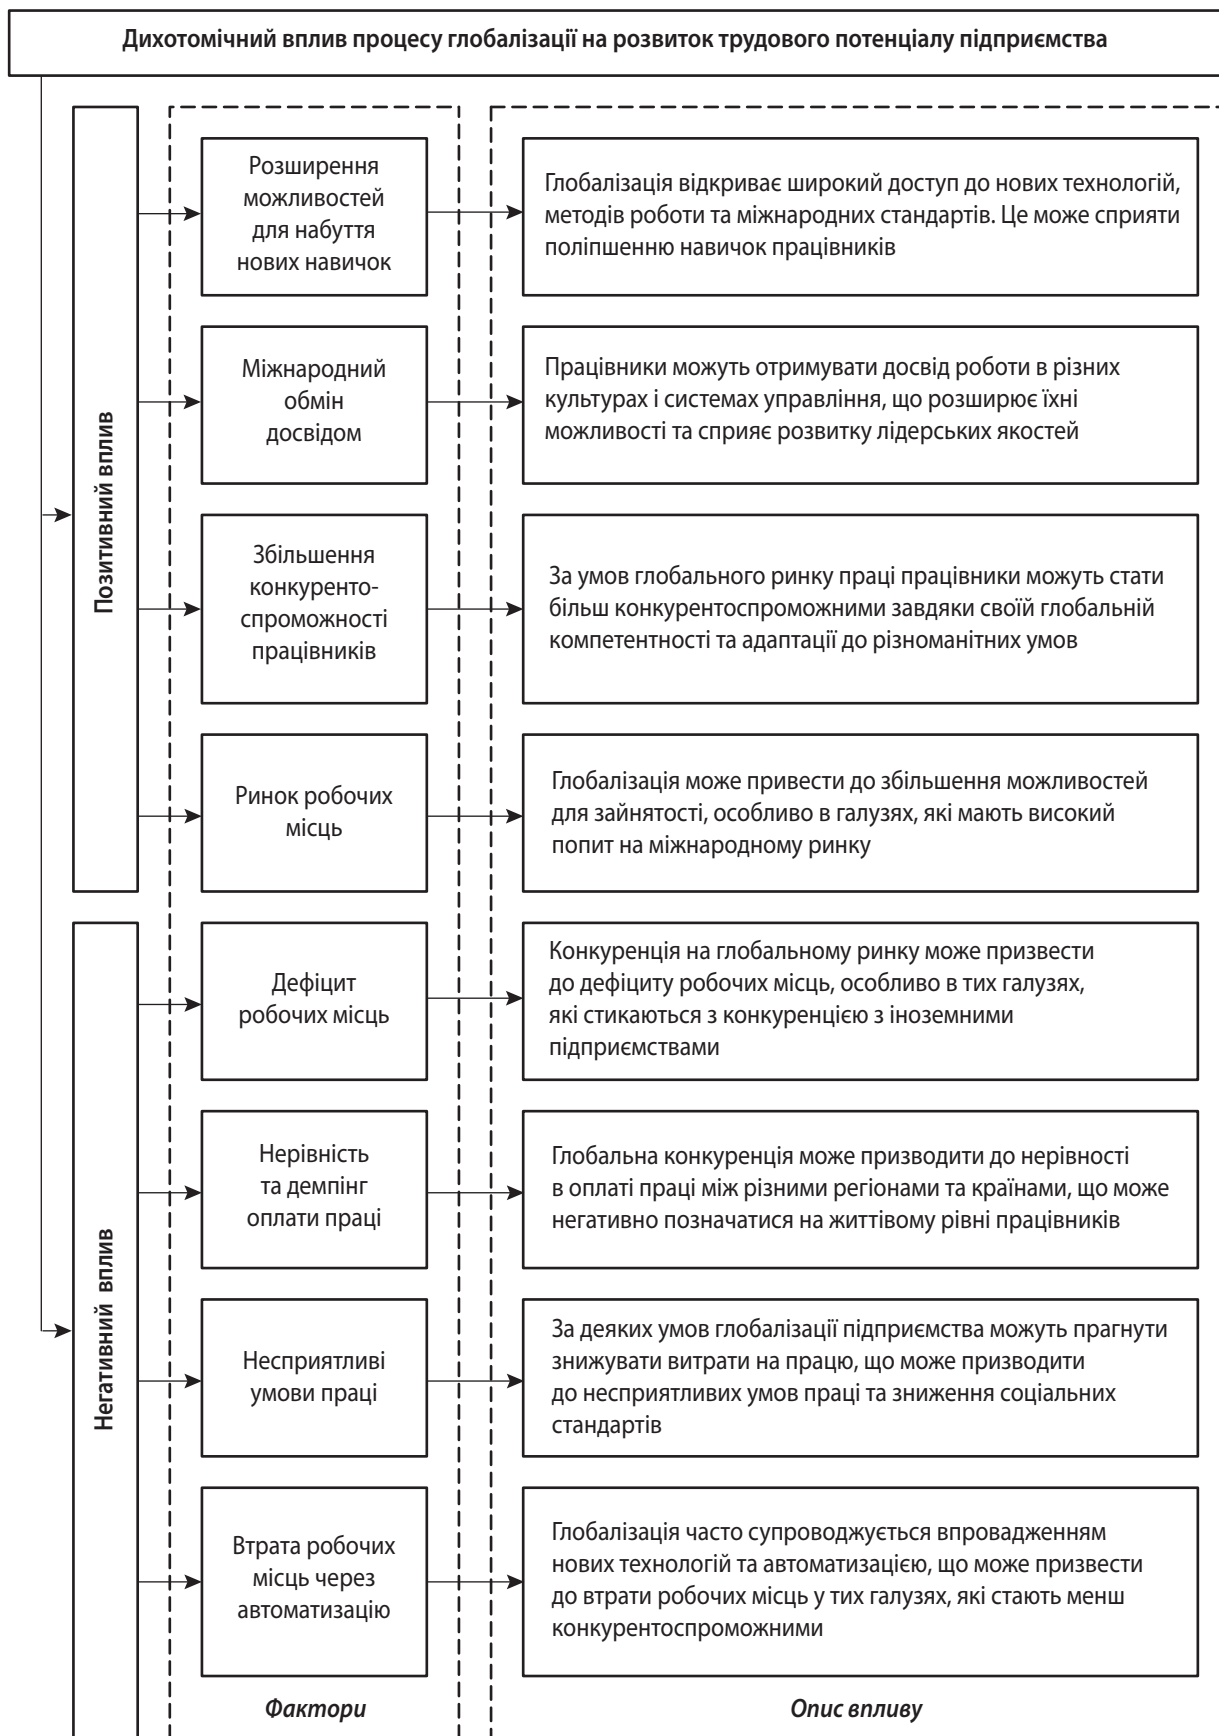 Дихотомічний вплив процесу глобалізації на розвиток трудового потенціалу підприємства
Позитивний вплив
Розширення
можливостей
для набуття
нових навичок
Глобалізація відкриває широкий доступ до нових технологій,
методів роботи та міжнародних стандартів. Це може сприяти
поліпшенню навичок працівників
Міжнародний
обмін
досвідом
Працівники можуть отримувати досвід роботи в різних
культурах і системах управління, що розширює їхні
можливості та сприяє розвитку лідерських якостей
Збільшення
конкуренто-
спроможності
працівників
За умов глобального ринку праці працівники можуть стати
більш конкурентоспроможними завдяки своїй глобальній
компетентності та адаптації до різноманітних умов
Ринок робочих
місць
Глобалізація може привести до збільшення можливостей
для зайнятості, особливо в галузях, які мають високий
попит на міжнародному ринку
Негативний вплив
Дефіцит
робочих місць
Конкуренція на глобальному ринку може призвести
до дефіциту робочих місць, особливо в тих галузях,
які стикаються з конкуренцією з іноземними
підприємствами
Нерівність
та демпінг
оплати праці
Глобальна конкуренція може призводити до нерівності
в оплаті праці між різними регіонами та країнами, що може
негативно позначатися на життівому рівні працівників
Несприятливі
умови праці
За деяких умов глобалізації підприємства можуть прагнути
знижувати витрати на працю, що може призводити
до несприятливих умов праці та зниження соціальних
стандартів
Втрата робочих
місць через
автоматизацію
Глобалізація часто супроводжується впровадженням
нових технологій та автоматизацією, що може призвести
до втрати робочих місць у тих галузях, які стають менш
конкурентоспроможними
Фактори
Опис впливу